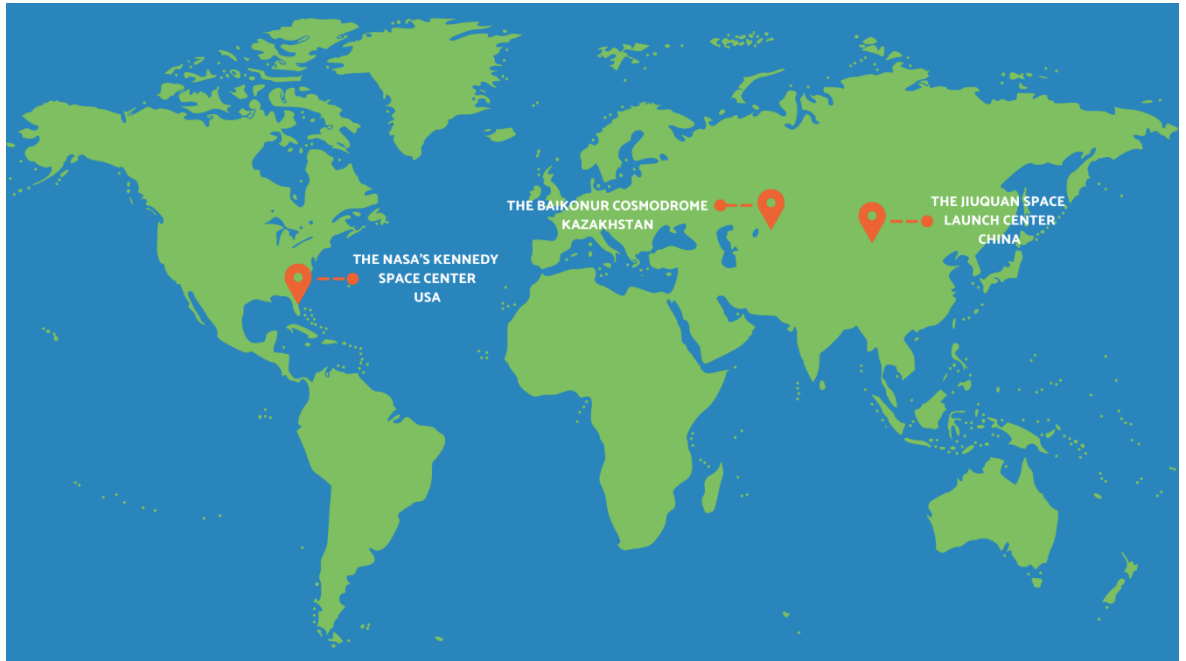 THE BAIKONUR COSMODROME
KAZAKHSTAN
THE JIUQUAN SPACE
LAUNCH CENTER
CHINA
THE NASA'S KENNEDY
SPACE CENTER
USA